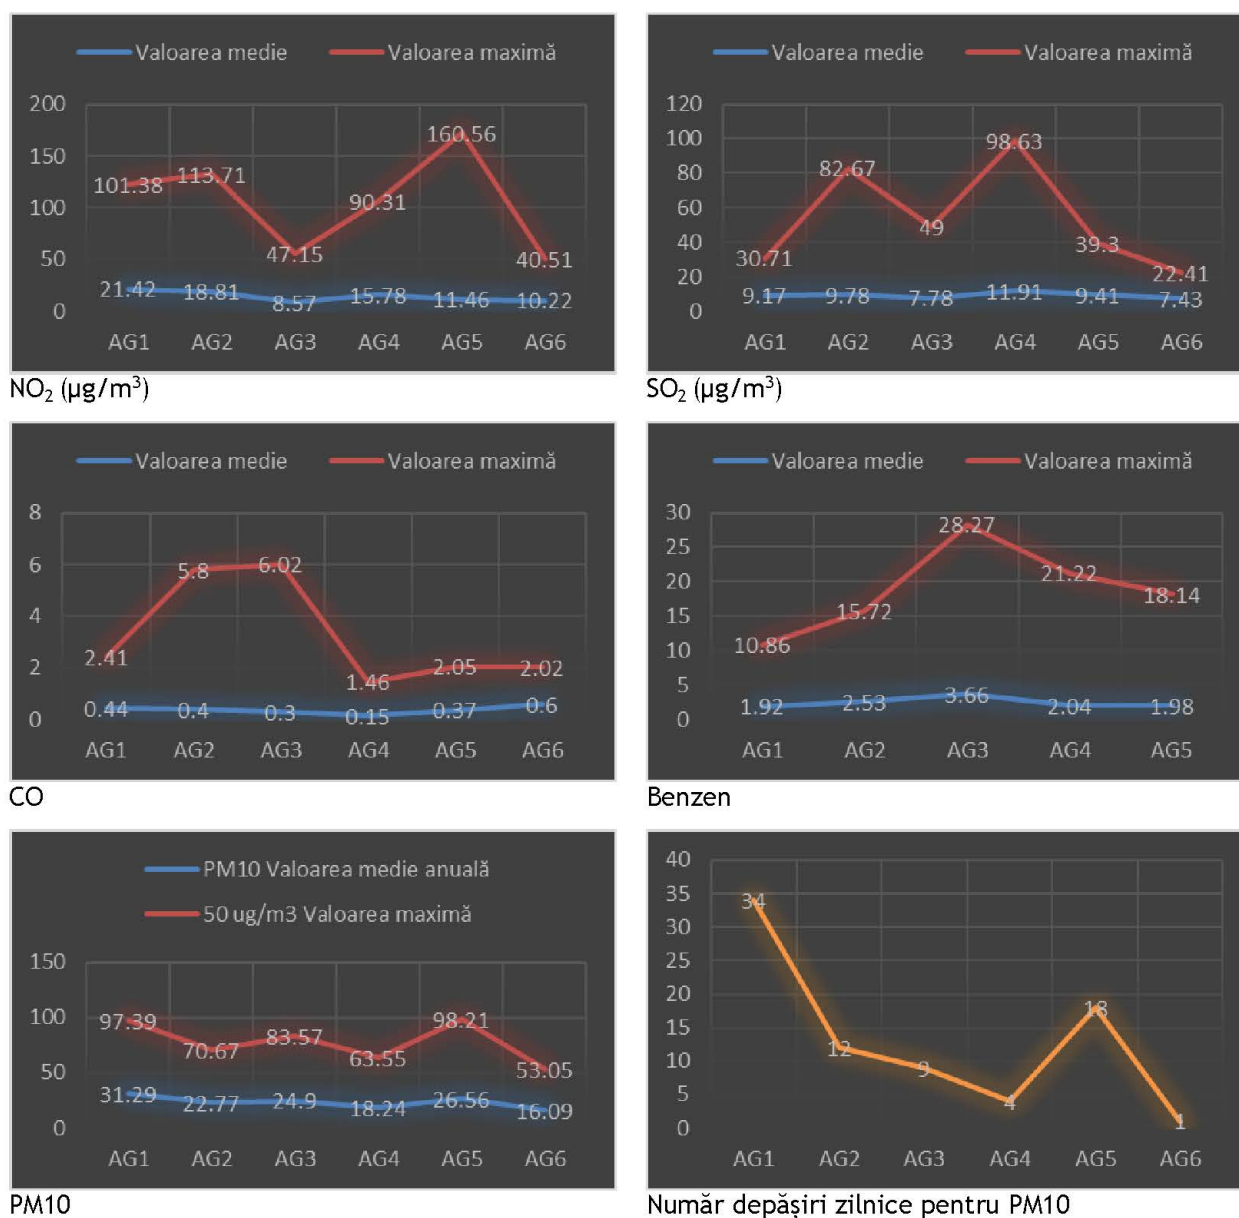 Valoarea medie Valoarea maximă
200
150
100
50
0
101.38 113.71 47.15 90.31 160.56 40.51
21.42 18.81 8.57 15.78 11.46 10.22
AG1 AG2 AG3 AG4 AG5 AG6
NO₂ (µg/m³)
Valoarea medie Valoarea maximă
120
100
80
60
40
20
0
30.71 82.67 49 98.63 39.3 22.41
9.17 9.78 7.78 11.91 9.41 7.43
AG1 AG2 AG3 AG4 AG5 AG6
SO₂ (µg/m³)
Valoarea medie Valoarea maximă
8
6
4
2
0
2.41 5.8 6.02 1.46 2.05 2.02
0.44 0.4 0.3 0.15 0.37 0.6
AG1 AG2 AG3 AG4 AG5 AG6
CO
Valoarea medie Valoarea maximă
30
25
20
15
10
5
0
10.86 15.72 28.27 21.22 18.14
1.92 2.53 3.66 2.04 1.98
AG1 AG2 AG3 AG4 AG5
Benzen
PM10 Valoarea medie anuală
50 ug/m3 Valoarea maximă
150
100
50
0
97.39 70.67 83.57 63.55 98.21 53.05
31.29 22.77 24.9 18.24 26.56 16.09
AG1 AG2 AG3 AG4 AG5 AG6
PM10
40
35
30
25
20
15
10
5
0
34 12 9 4 18 1
AG1 AG2 AG3 AG4 AG5 AG6
Număr depășiri zilnice pentru PM10